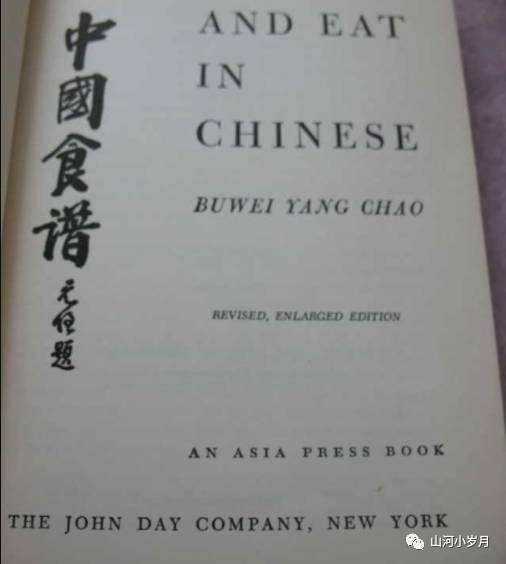 中國食谱
元任题
AND EAT
IN
CHINESE
BUWEI YANG CHAO
REVISED, ENLARGED EDITION
AN ASIA PRESS BOOK
THE JOHN DAY COMPANY, NEW YORK
山河小岁月